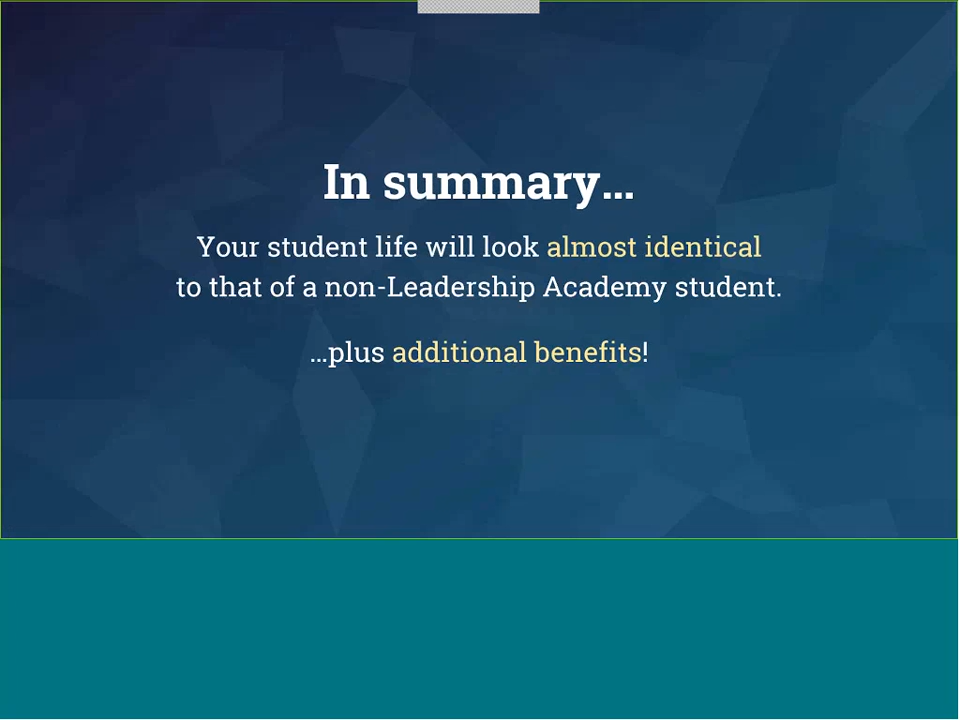 In summary...
Your student life will look almost identical
to that of a non-Leadership Academy student.
...plus additional benefits!